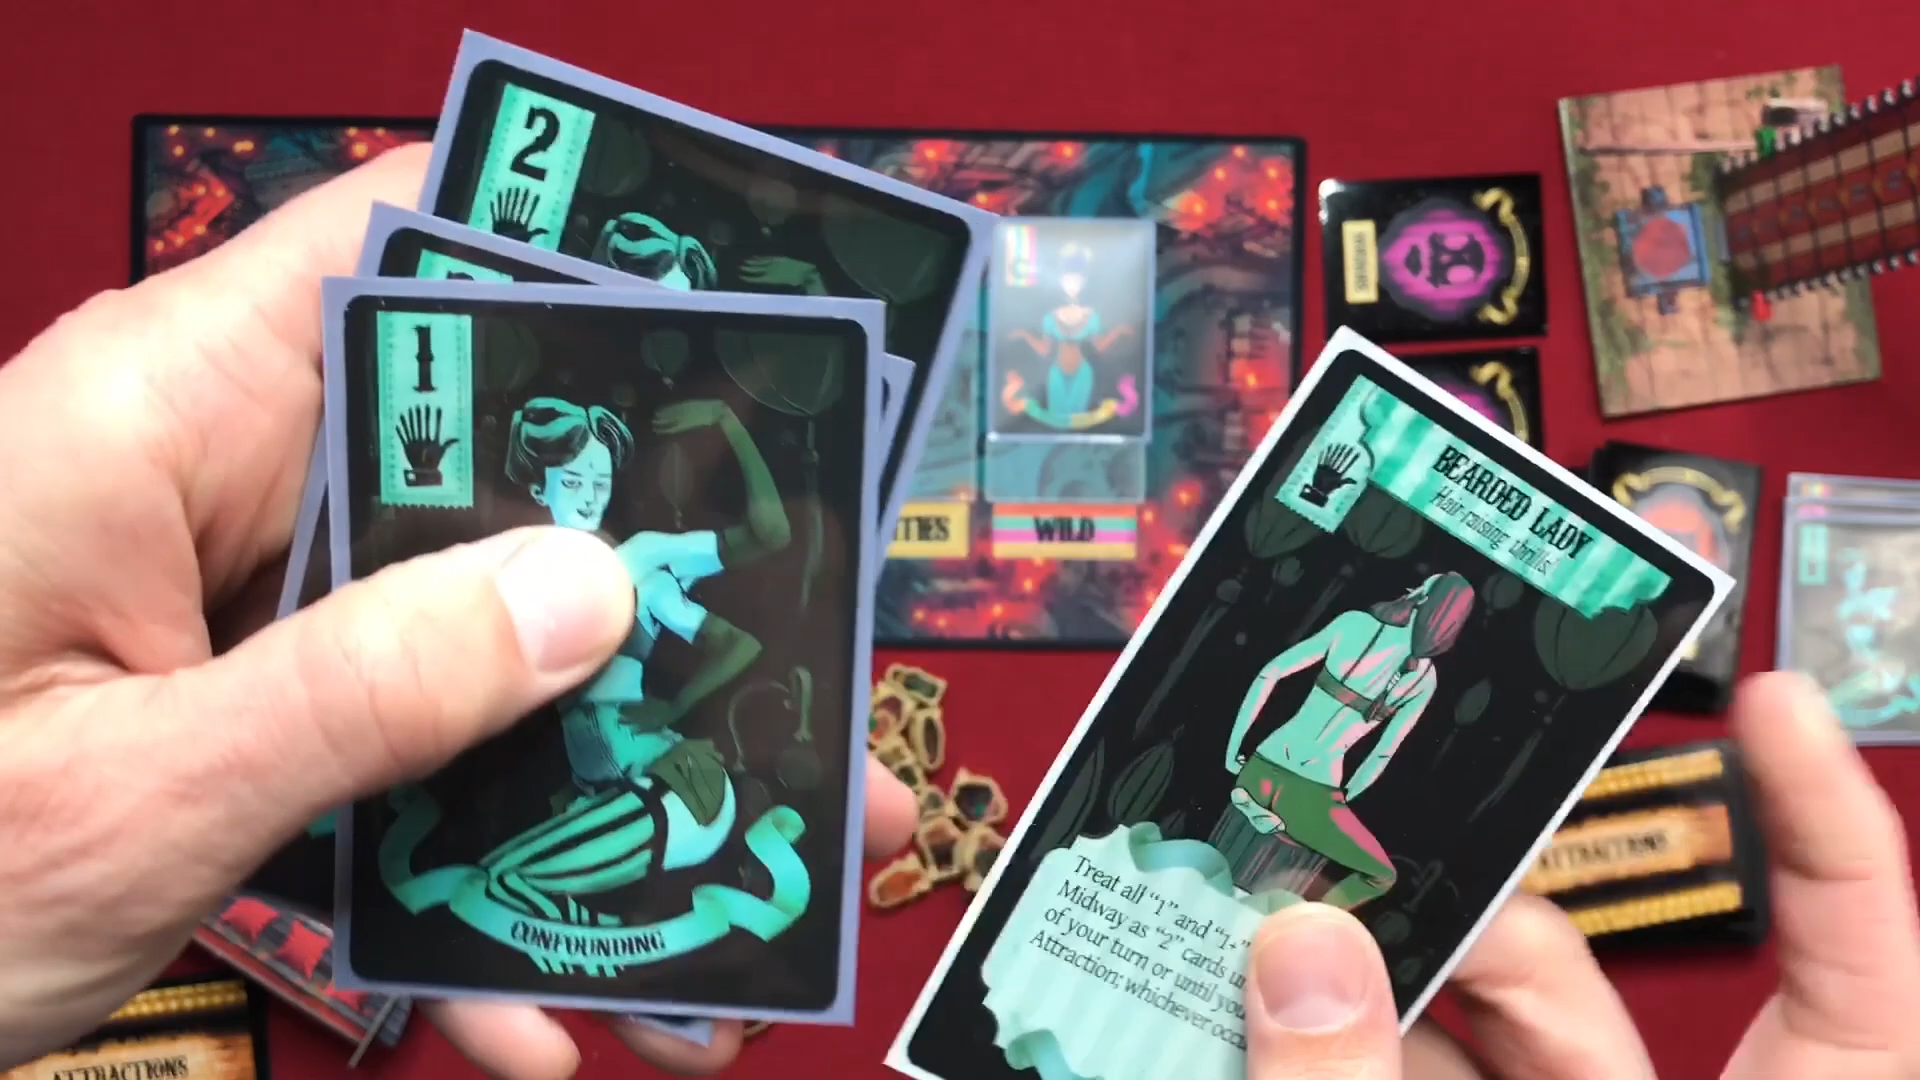 2
1
CONFOUNDING
BEARDED LADY
Hair-raising thrills!
Treat all "1" and "1+"
Midway as "2" cards
of your turn or until you
Attraction; whichever
TIES
WILD
ATTRACTIONS
ATTRACTIONS